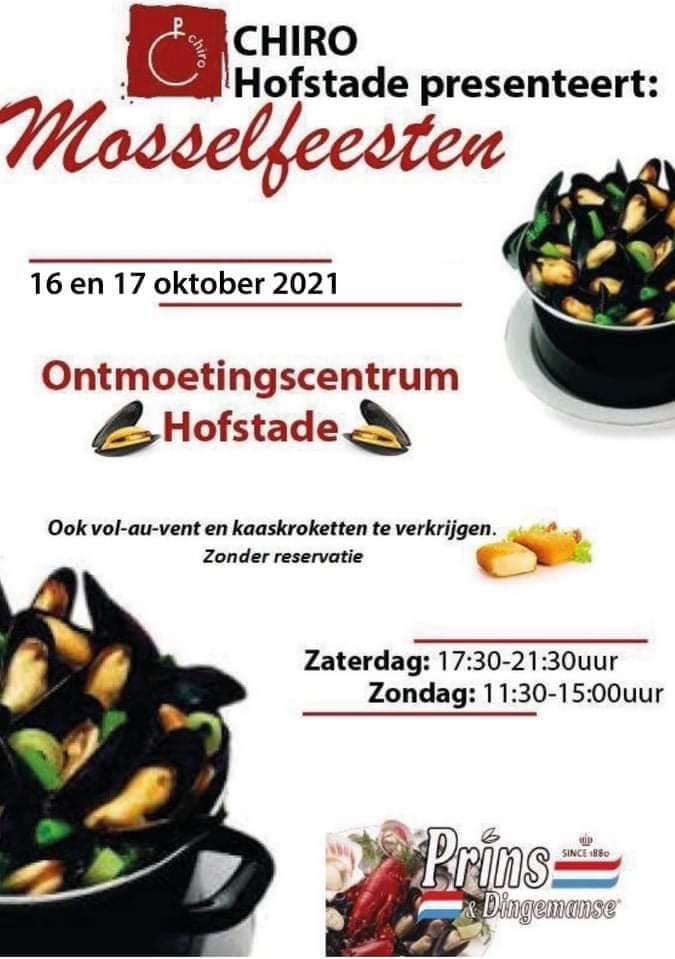 P
chiro
CHIRO
Hofstade presenteert:
Mosselfeesten
16 en 17 oktober 2021
Ontmoetingscentrum
Hofstade
Ook vol-au-vent en kaaskroketten te verkrijgen.
Zonder reservatie
Zaterdag: 17:30-21:30uur
Zondag: 11:30-15:00uur
Prins
SINCE 1880
& Dingemanse